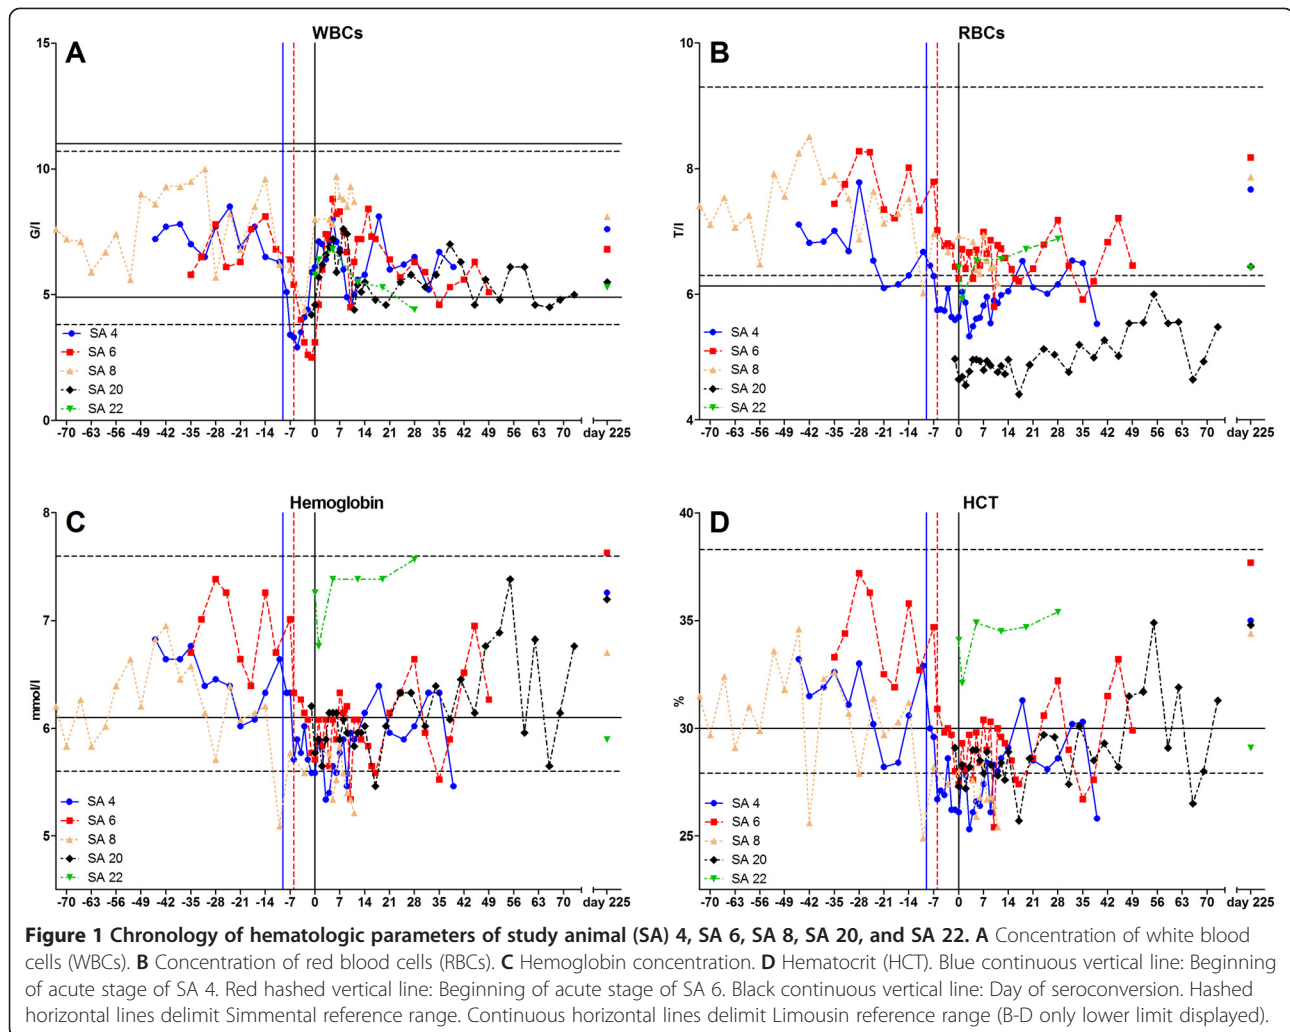 A
WBCs
15
10
5
0
G/l
SA 4
SA 6
SA 8
SA 20
SA 22
-70 -63 -56 -49 -42 -35 -28 -21 -14 -7 0 7 14 21 28 35 42 49 56 63 70 day 225
B
RBCs
10
8
6
4
T/l
SA 4
SA 6
SA 8
SA 20
SA 22
-70 -63 -56 -49 -42 -35 -28 -21 -14 -7 0 7 14 21 28 35 42 49 56 63 70 day 225
C
Hemoglobin
8
7
6
5
mmol/l
SA 4
SA 6
SA 8
SA 20
SA 22
-70 -63 -56 -49 -42 -35 -28 -21 -14 -7 0 7 14 21 28 35 42 49 56 63 70 day 225
D
HCT
40
35
30
25
%
SA 4
SA 6
SA 8
SA 20
SA 22
-70 -63 -56 -49 -42 -35 -28 -21 -14 -7 0 7 14 21 28 35 42 49 56 63 70 day 225
Figure 1 Chronology of hematologic parameters of study animal (SA) 4, SA 6, SA 8, SA 20, and SA 22. A Concentration of white blood
cells (WBCs). B Concentration of red blood cells (RBCs). C Hemoglobin concentration. D Hematocrit (HCT). Blue continuous vertical line: Beginning
of acute stage of SA 4. Red hashed vertical line: Beginning of acute stage of SA 6. Black continuous vertical line: Day of seroconversion. Hashed
horizontal lines delimit Simmental reference range. Continuous horizontal lines delimit Limousin reference range (B-D only lower limit displayed).